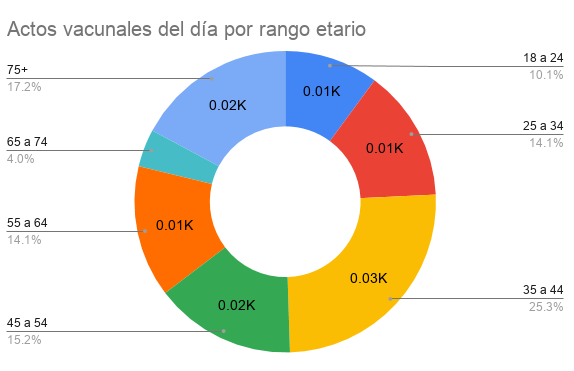 Actos vacunales del día por rango etario
18 a 24
10.1%
25 a 34
14.1%
35 a 44
25.3%
45 a 54
15.2%
55 a 64
14.1%
65 a 74
4.0%
75+
17.2%
0.01K
0.01K
0.03K
0.02K
0.01K
0.02K